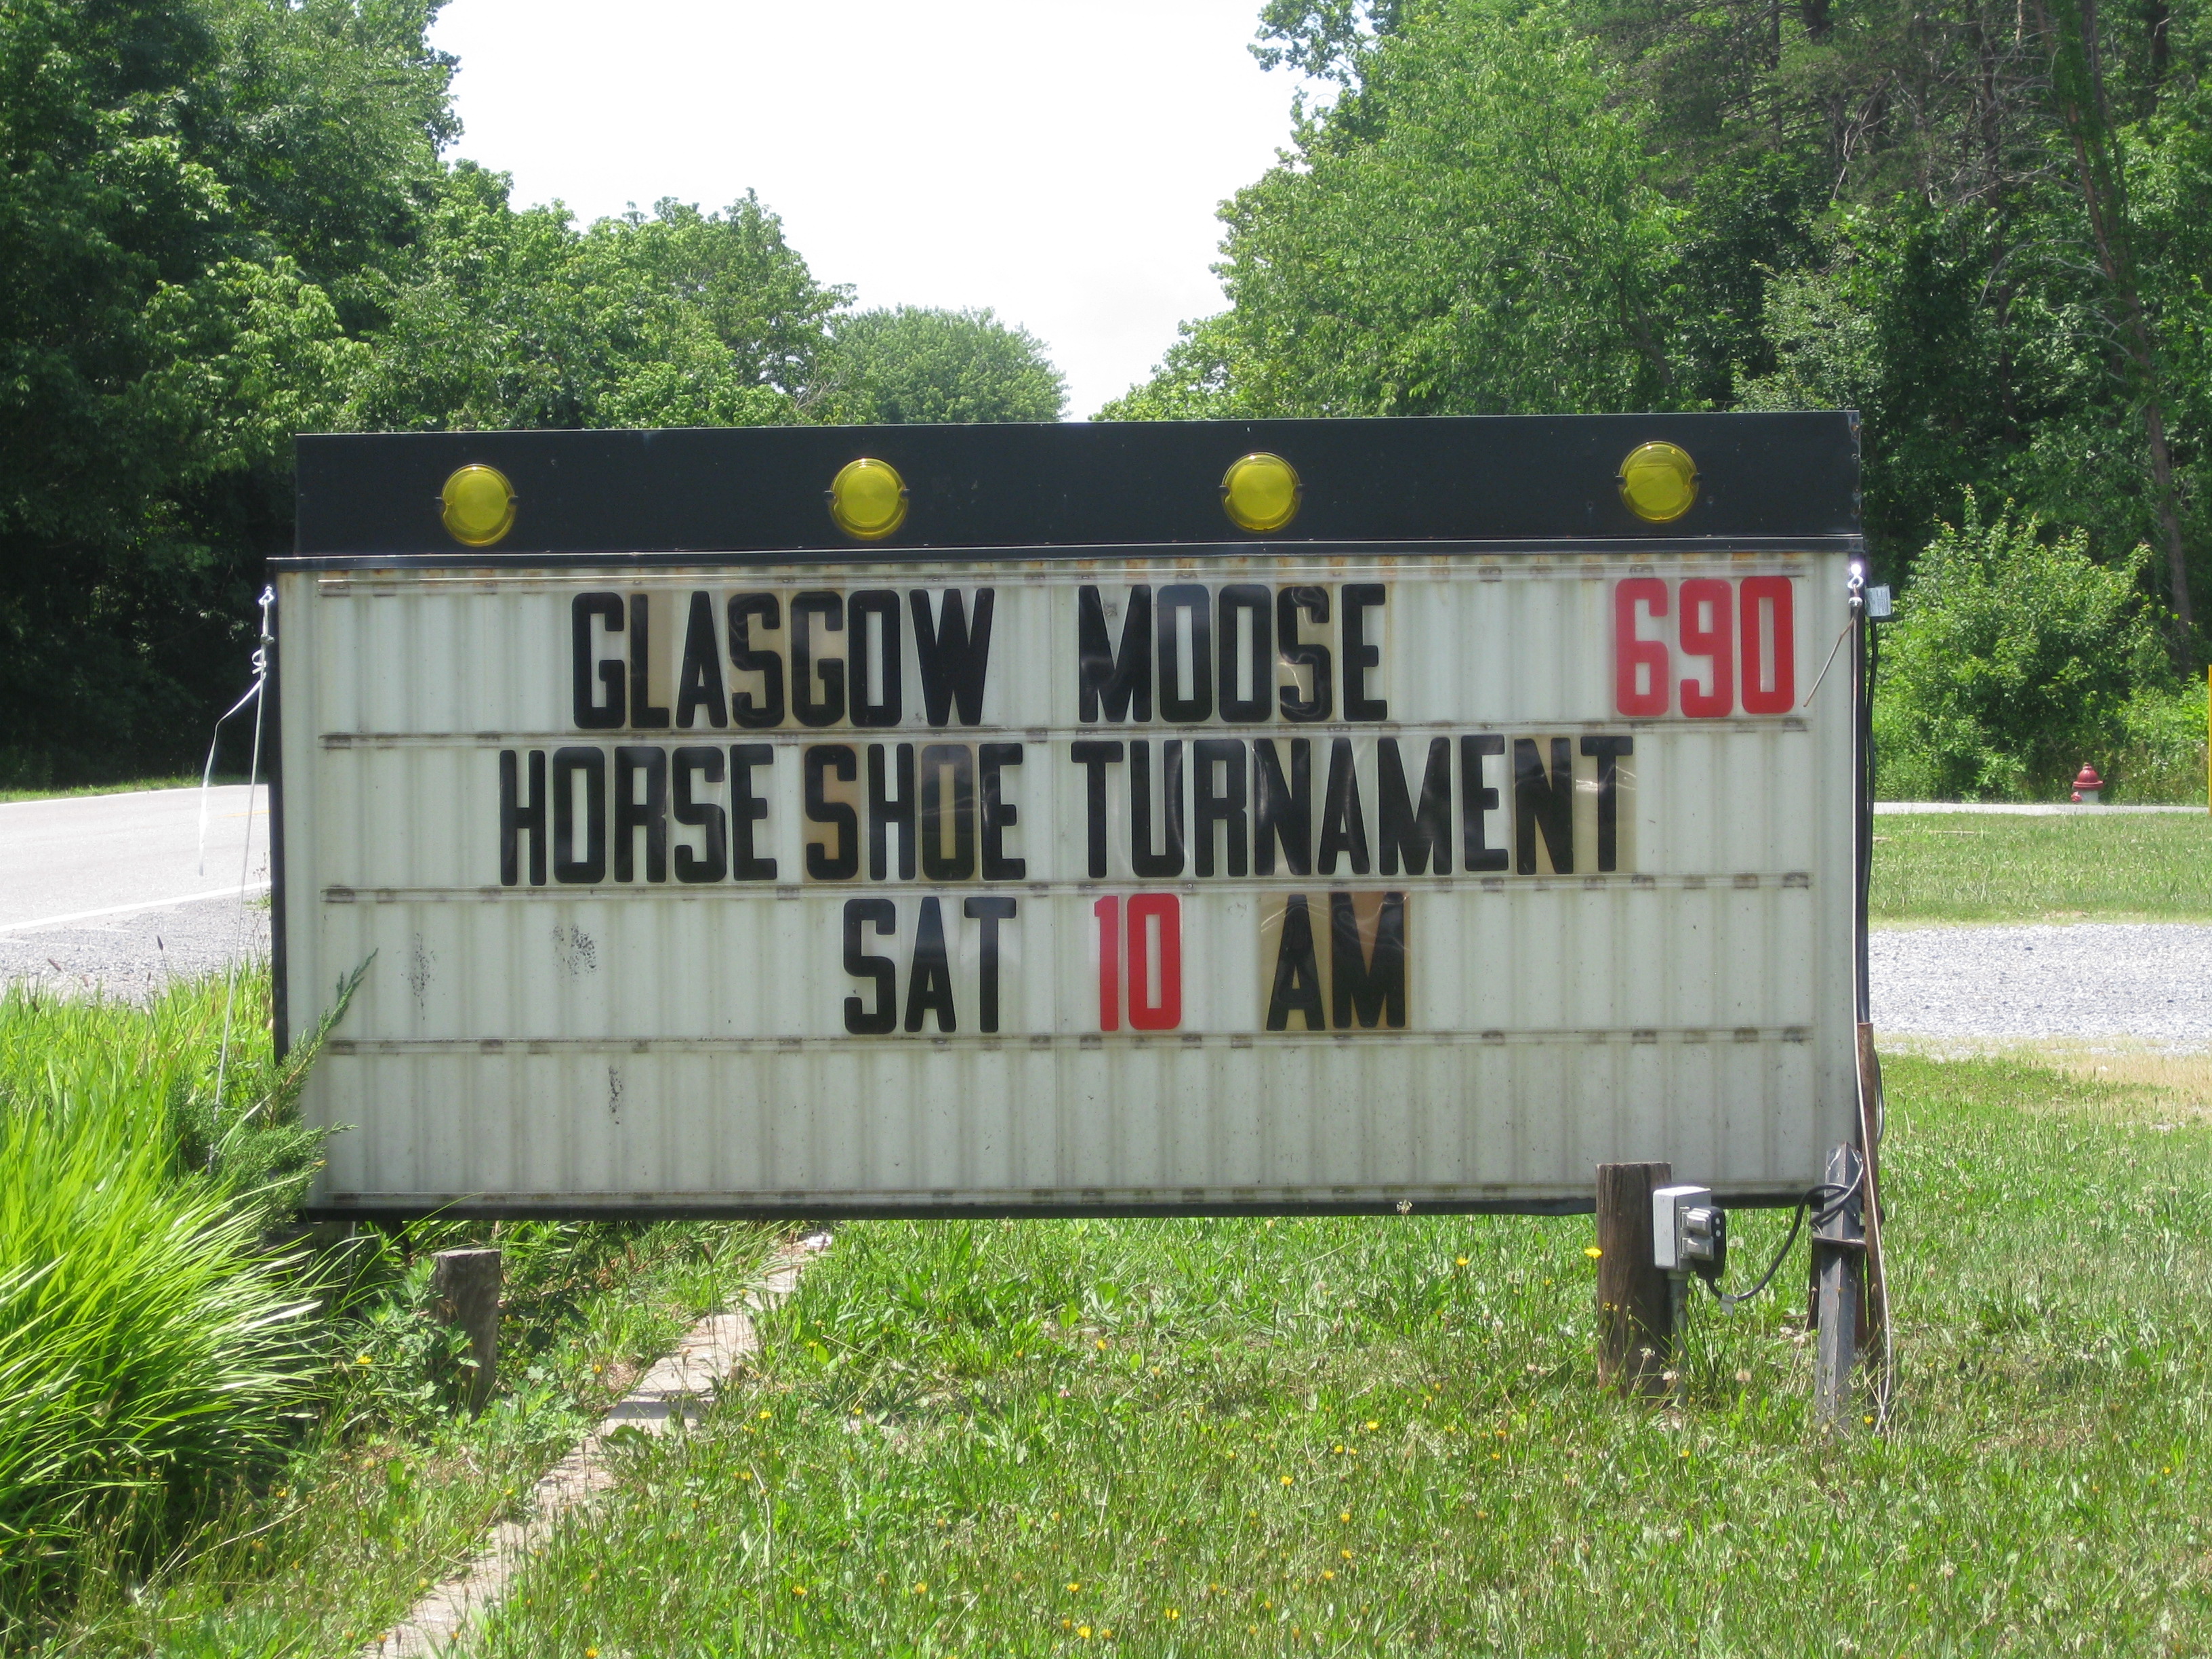 GLASGOW MOOSE 690
HORSE SHOE TURNAMENT
SAT 10 AM